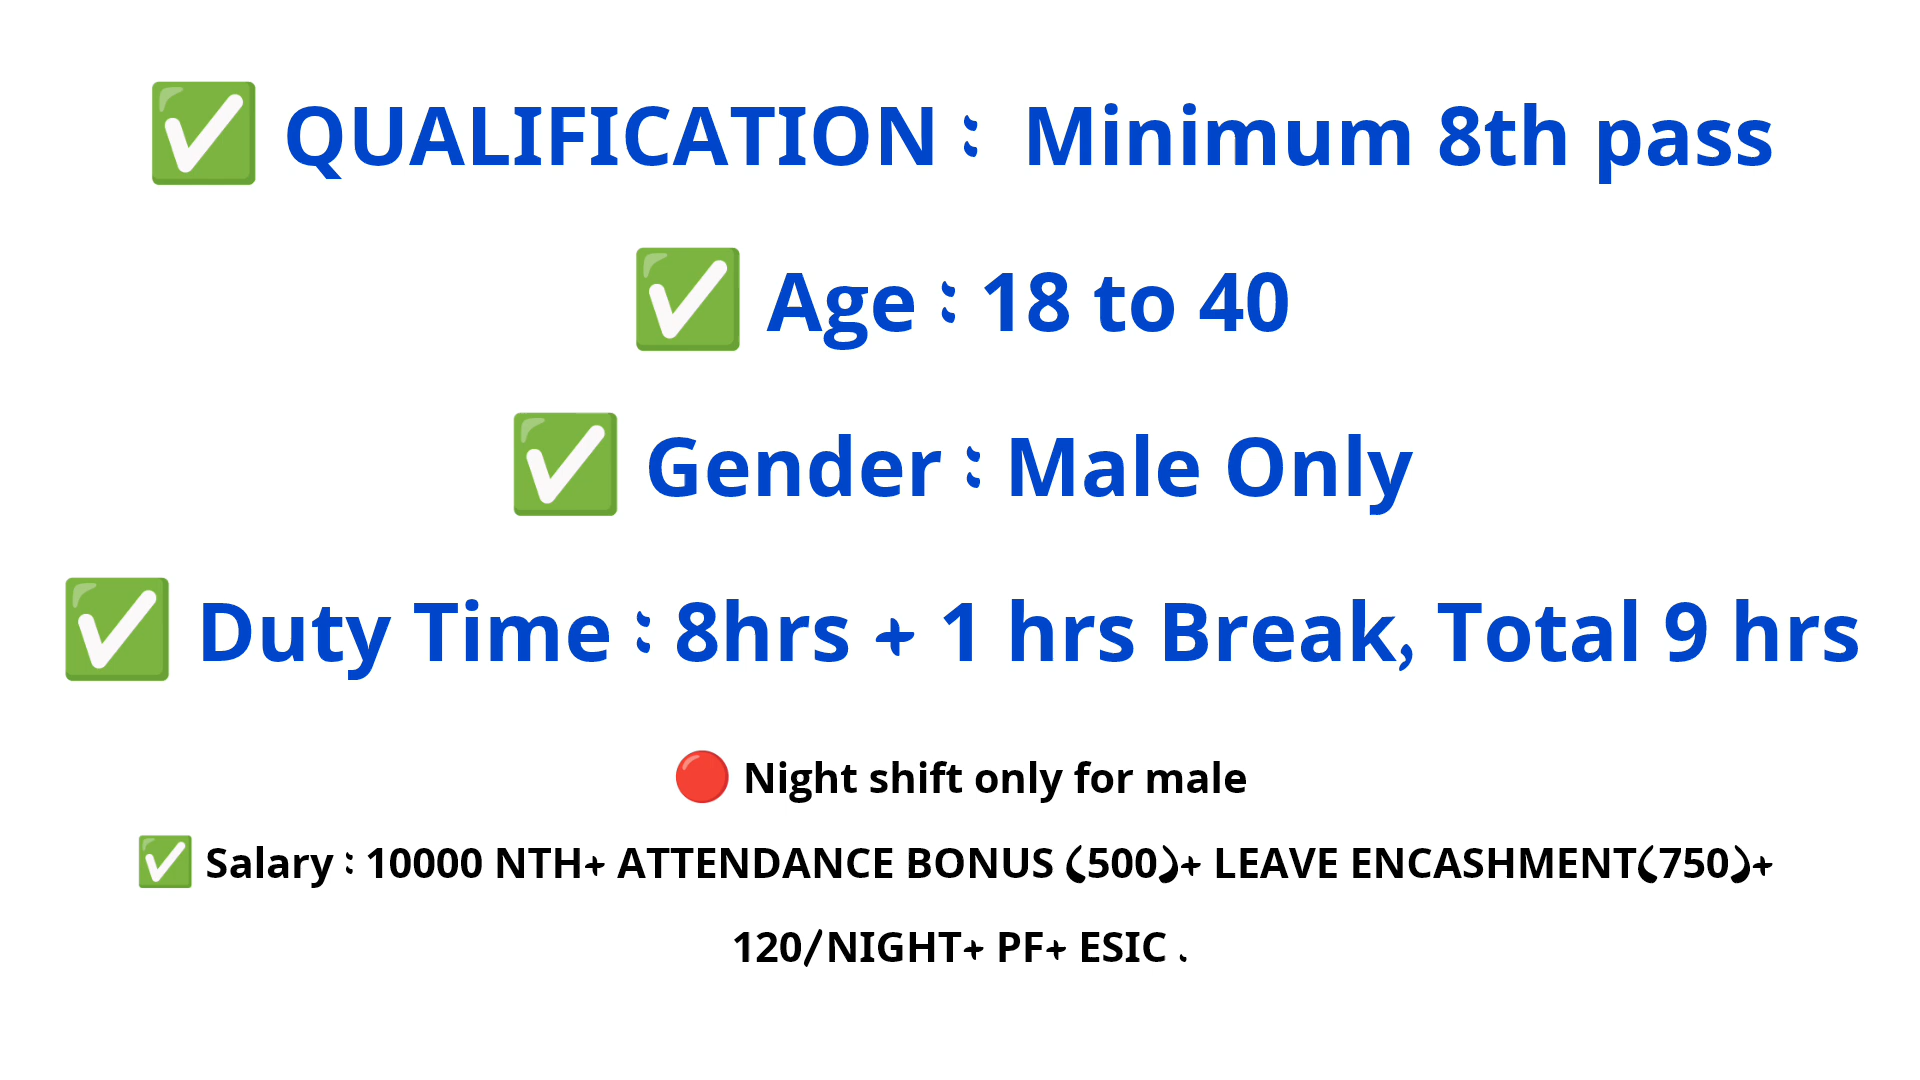 ✅ QUALIFICATION : Minimum 8th pass
✅ Age : 18 to 40
✅ Gender : Male Only
✅ Duty Time : 8hrs + 1 hrs Break, Total 9 hrs
🔴 Night shift only for male
✅ Salary : 10000 NTH+ ATTENDANCE BONUS (500)+ LEAVE ENCASHMENT(750)+
120/NIGHT+ PF+ ESIC .